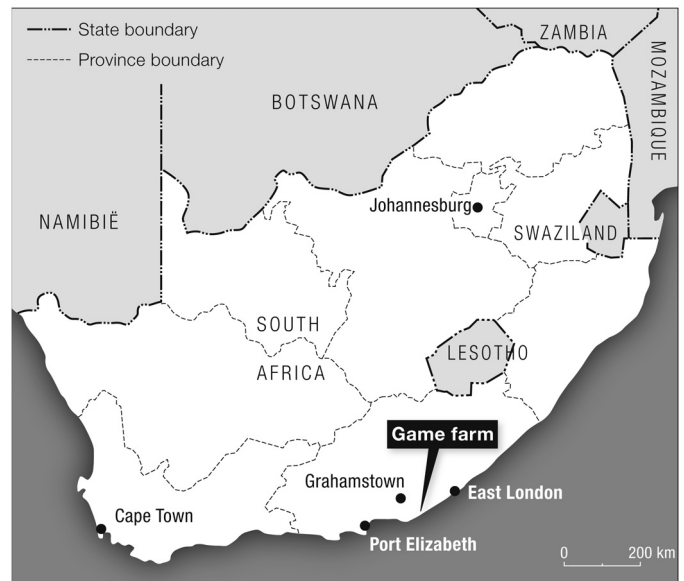 State boundary
Province boundary
ZAMBIA
MOZAMBIQUE
BOTSWANA
Johannesburg
NAMIBIË
SWAZILAND
SOUTH
AFRICA
LESOTHO
Game farm
Grahamstown
East London
Cape Town
Port Elizabeth
0 200 km